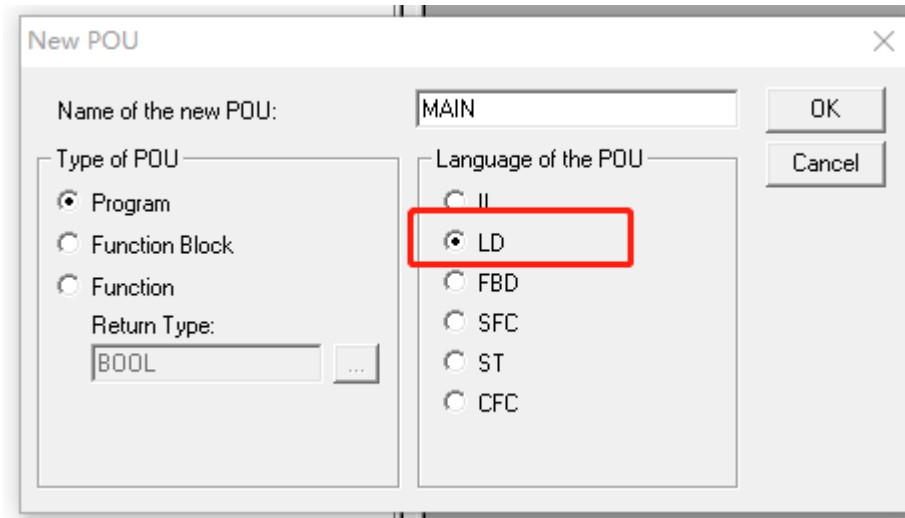 New POU
Name of the new POU:
MAIN
OK
Cancel
Type of POU
Program
Function Block
Function
Return Type:
BOOL
...
Language of the POU
IL
LD
FBD
SFC
ST
CFC